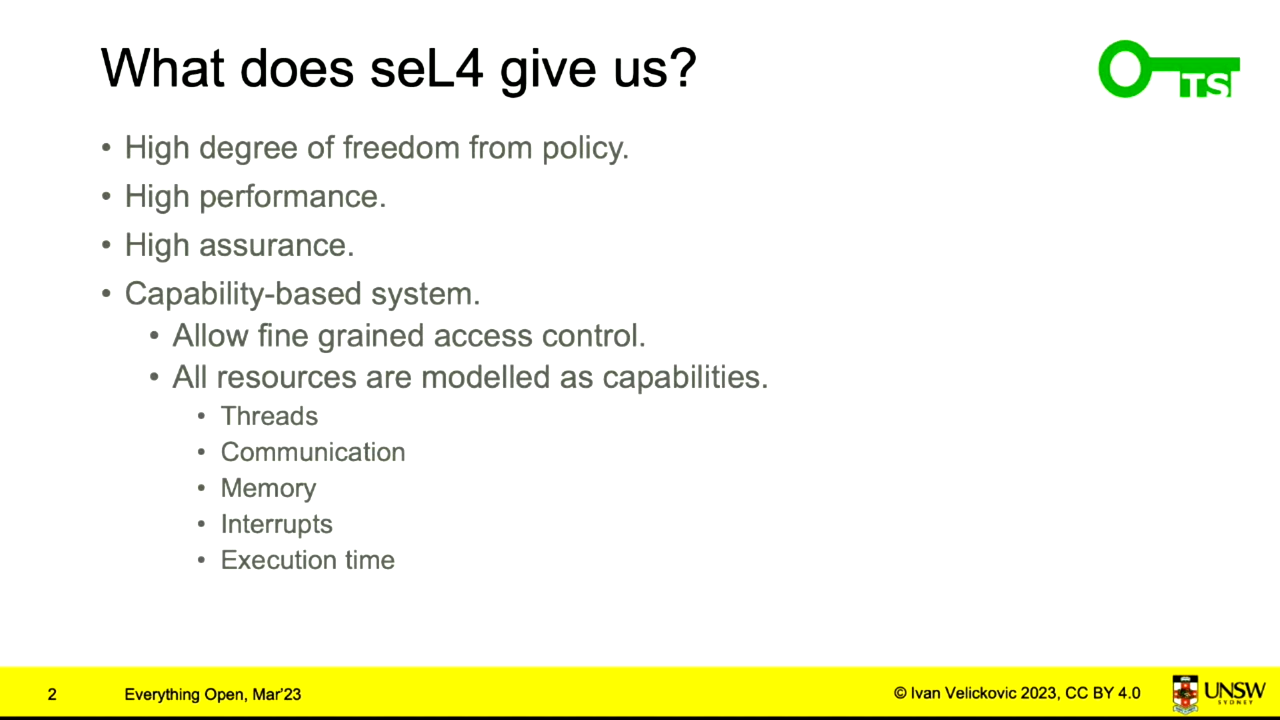 What does seL4 give us?
TS
• High degree of freedom from policy.
• High performance.
• High assurance.
• Capability-based system.
• Allow fine grained access control.
• All resources are modelled as capabilities.
• Threads
• Communication
• Memory
• Interrupts
• Execution time
2
Everything Open, Mar'23
© Ivan Velickovic 2023, CC BY 4.0
UNSW
SYDNEY